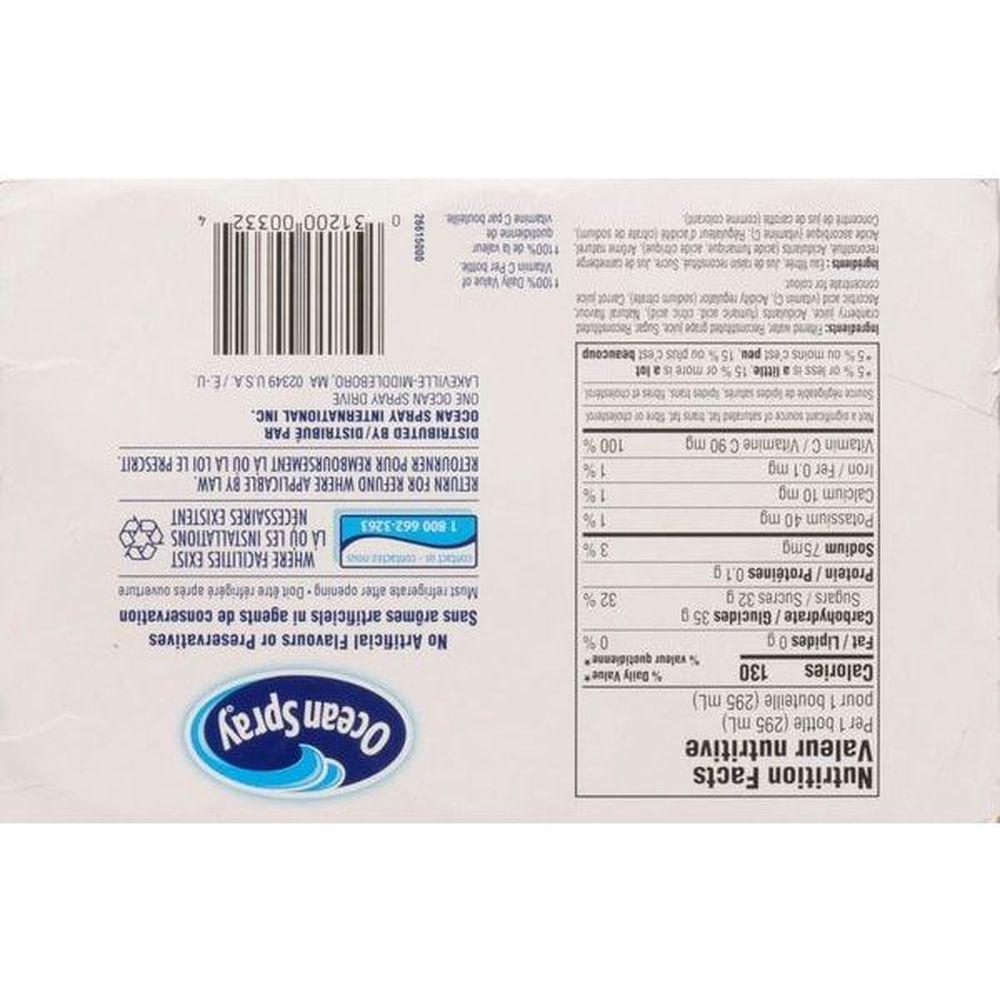 Nutrition Facts
Valeur nutritive
Per 1 bottle (295 mL)
pour 1 bouteille (295 mL)
Calories 130
% Daily Value*
% valeur quotidienne*
Fat / Lipides 0 g 0 %
Carbohydrate / Glucides 35 g
Sugars / Sucres 32 g 32 %
Protein / Protéines 0.1 g
Sodium 75mg 3 %
Potassium 40 mg 1 %
Calcium 10 mg 1 %
Iron / Fer 0.1 mg 1 %
Vitamin C / Vitamine C 90 mg 100 %
Not a significant source of saturated fat, trans fat, fibre or cholesterol
Source négligeable de lipides saturés, lipides trans, fibres et cholestérol
*5 % or less is a little, 15 % or more is a lot
*5 % ou moins c'est peu, 15 % ou plus c'est beaucoup
Ingredients: Filtered water, Reconstituted grape juice, Sugar, Reconstituted
cranberry juice, Acidulants (fumaric acid, citric acid), Natural flavour,
Ascorbic acid (vitamin C), Acidity regulator (sodium citrate), Carrot juice
concentrate for colour.
Ingrédients : Eau filtrée, Jus de raisin reconstitué, Sucre, Jus de canneberge
reconstitué, Acidulants (acide fumarique, acide citrique), Arôme naturel,
Acide ascorbique (vitamine C), Régulateur d'acidité (citrate de sodium),
Concentré de jus de carotte (comme colorant).
Ocean Spray
No Artificial Flavours or Preservatives
Sans arômes artificiels ni agents de conservation
Must refrigerate after opening • Doit être réfrigéré après ouverture
contact us - contactez-nous
1 800 662-3263
WHERE FACILITIES EXIST
LÀ OÙ LES INSTALLATIONS
NÉCESSAIRES EXISTENT
RETURN FOR REFUND WHERE APPLICABLE BY LAW.
RETOURNER POUR REMBOURSEMENT LÀ OÙ LA LOI LE PRESCRIT.
DISTRIBUTED BY/DISTRIBUÉ PAR
OCEAN SPRAY INTERNATIONAL INC.
ONE OCEAN SPRAY DRIVE
LAKEVILLE-MIDDLEBORO, MA 02349 U.S.A. / É.-U.
†100% Daily Value of
Vitamin C Per bottle.
†100% de la valeur
quotidienne de
vitamine C par bouteille.
26615000
0 31200 00332 4